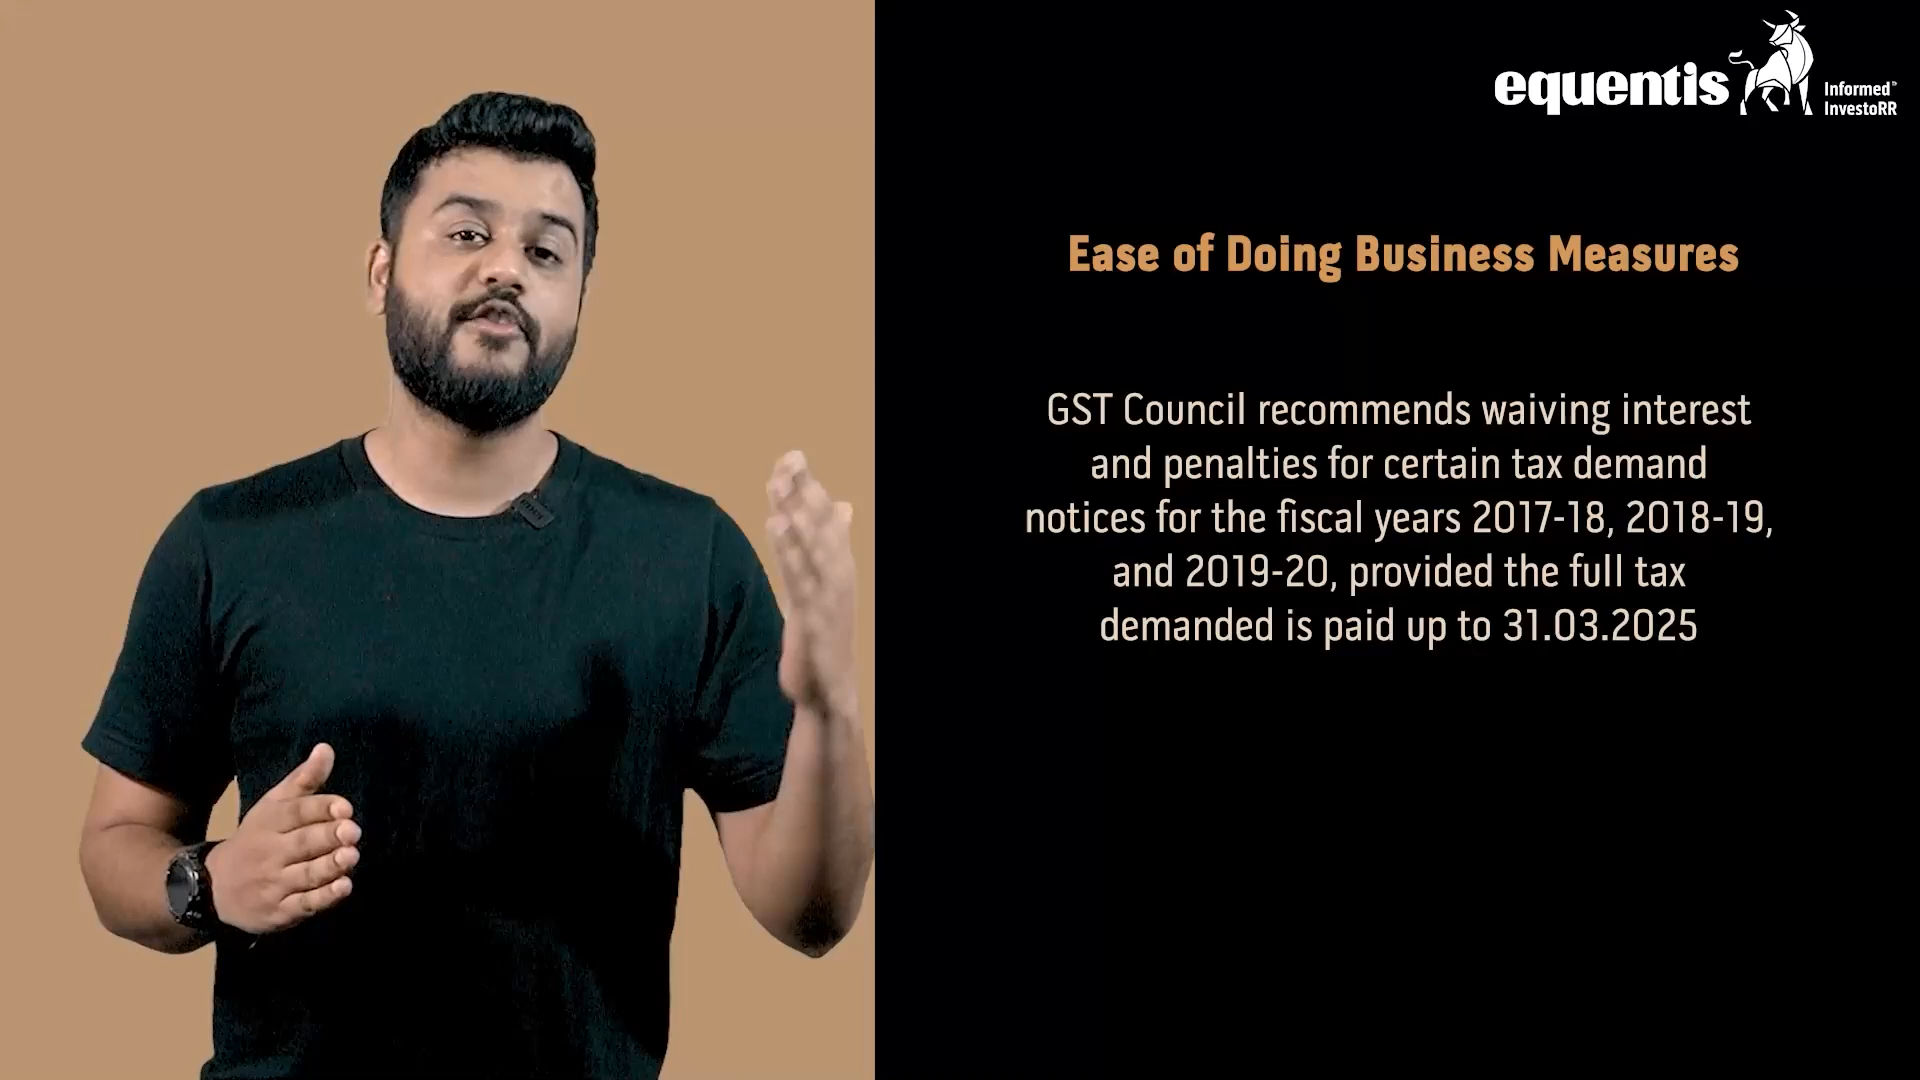 equentis
Informed
InvestoRR
Ease of Doing Business Measures
GST Council recommends waiving interest
and penalties for certain tax demand
notices for the fiscal years 2017-18, 2018-19,
and 2019-20, provided the full tax
demanded is paid up to 31.03.2025